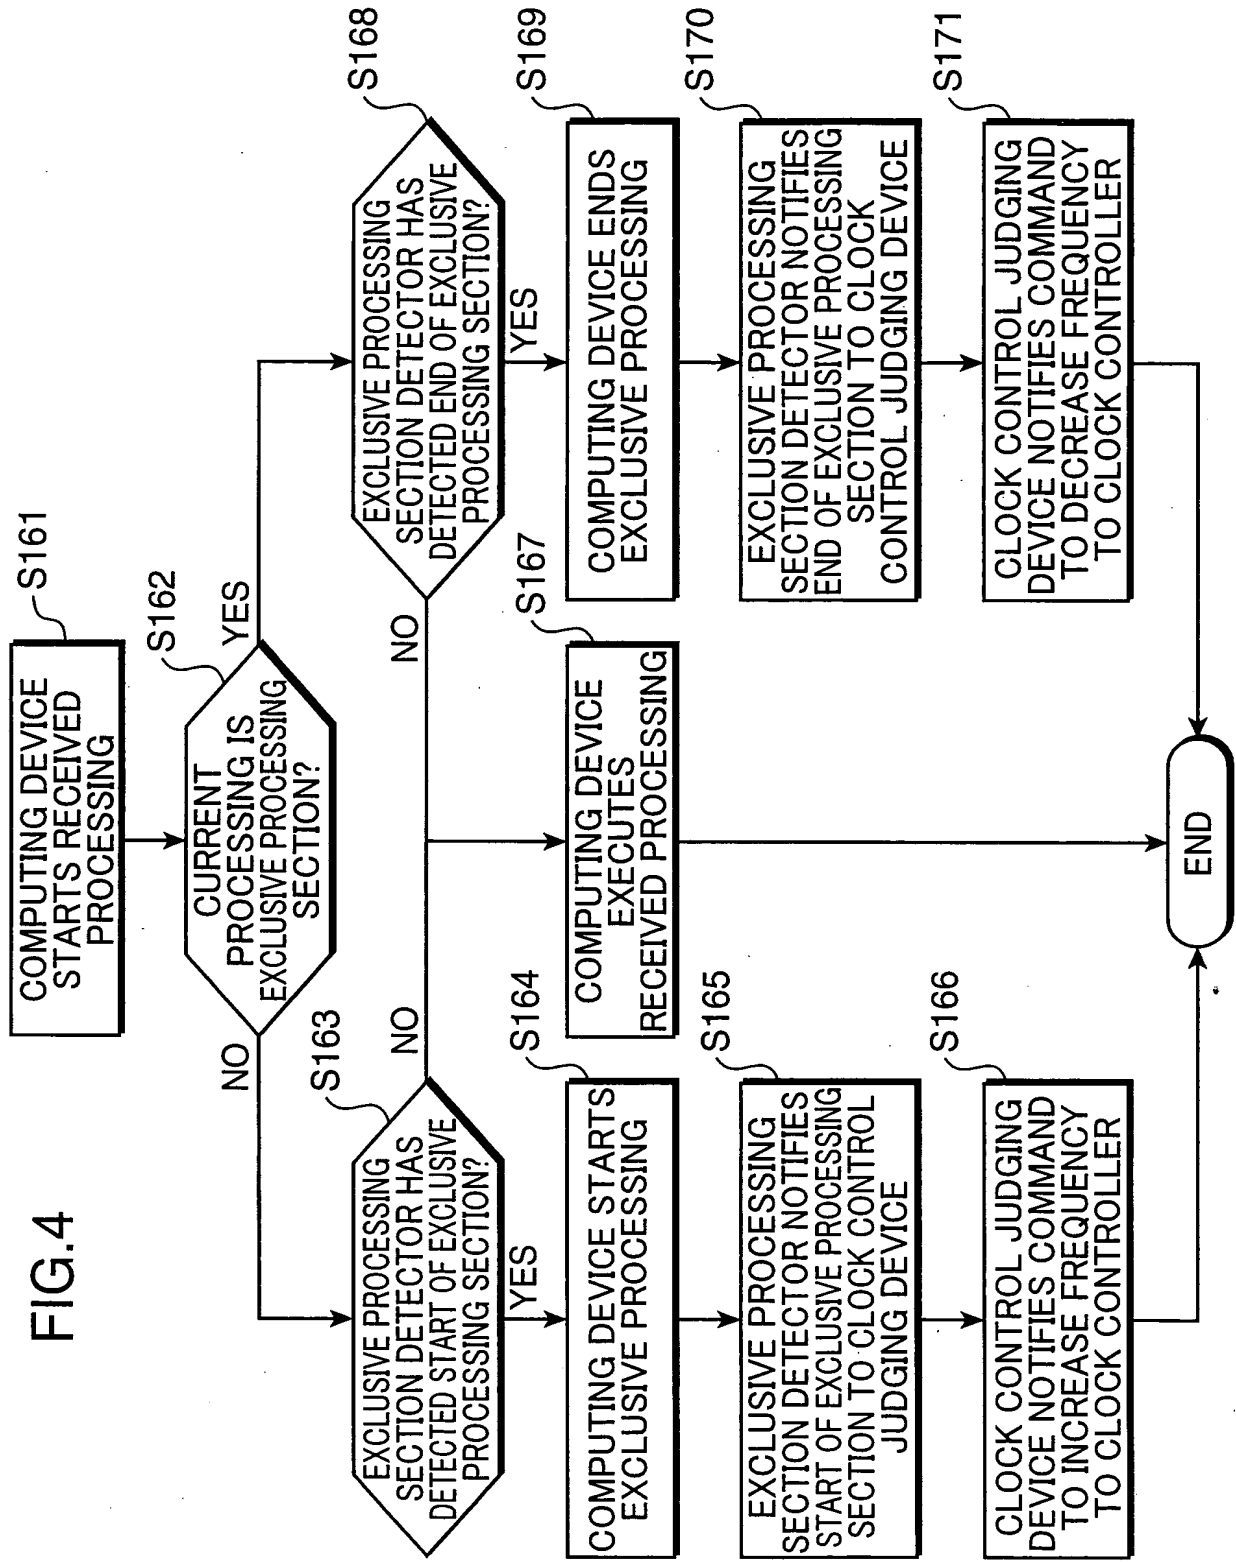 FIG.4
COMPUTING DEVICE
STARTS RECEIVED
PROCESSING
S161
CURRENT
PROCESSING IS
EXCLUSIVE PROCESSING
SECTION?
S162
NO
YES
EXCLUSIVE PROCESSING
SECTION DETECTOR HAS
DETECTED START OF EXCLUSIVE
PROCESSING SECTION?
S163
NO
YES
COMPUTING DEVICE STARTS
EXCLUSIVE PROCESSING
S164
EXCLUSIVE PROCESSING
SECTION DETECTOR NOTIFIES
START OF EXCLUSIVE PROCESSING
SECTION TO CLOCK CONTROL
JUDGING DEVICE
S165
CLOCK CONTROL JUDGING
DEVICE NOTIFIES COMMAND
TO INCREASE FREQUENCY
TO CLOCK CONTROLLER
S166
COMPUTING DEVICE
EXECUTES
RECEIVED PROCESSING
S167
EXCLUSIVE PROCESSING
SECTION DETECTOR HAS
DETECTED END OF EXCLUSIVE
PROCESSING SECTION?
S168
NO
YES
COMPUTING DEVICE ENDS
EXCLUSIVE PROCESSING
S169
EXCLUSIVE PROCESSING
SECTION DETECTOR NOTIFIES
END OF EXCLUSIVE PROCESSING
SECTION TO CLOCK
CONTROL JUDGING DEVICE
S170
CLOCK CONTROL JUDGING
DEVICE NOTIFIES COMMAND
TO DECREASE FREQUENCY
TO CLOCK CONTROLLER
S171
END